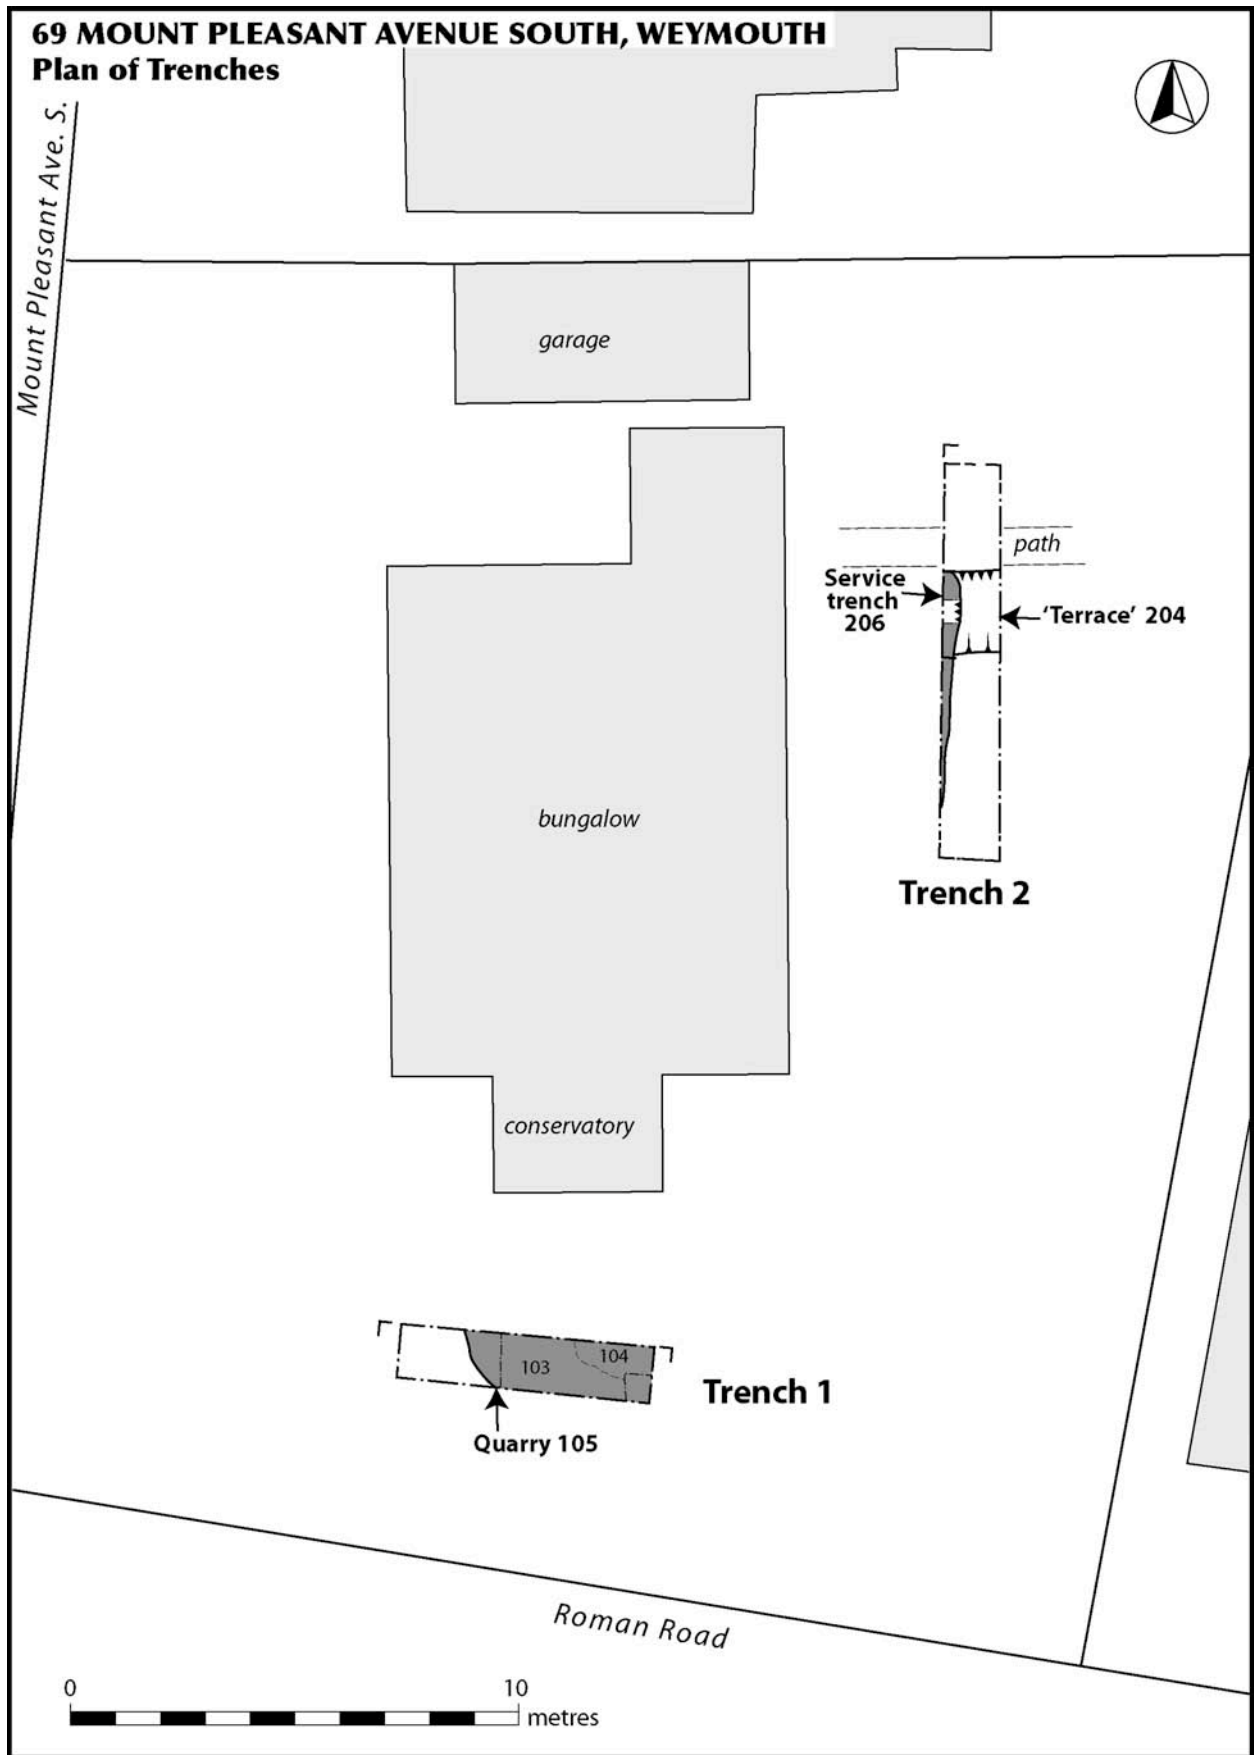 69 MOUNT PLEASANT AVENUE SOUTH, WEYMOUTH
Plan of Trenches
Mount Pleasant Ave. S.
garage
path
Service
trench
206
‘Terrace’ 204
bungalow
Trench 2
conservatory
103
104
Trench 1
Quarry 105
Roman Road
0
10
metres